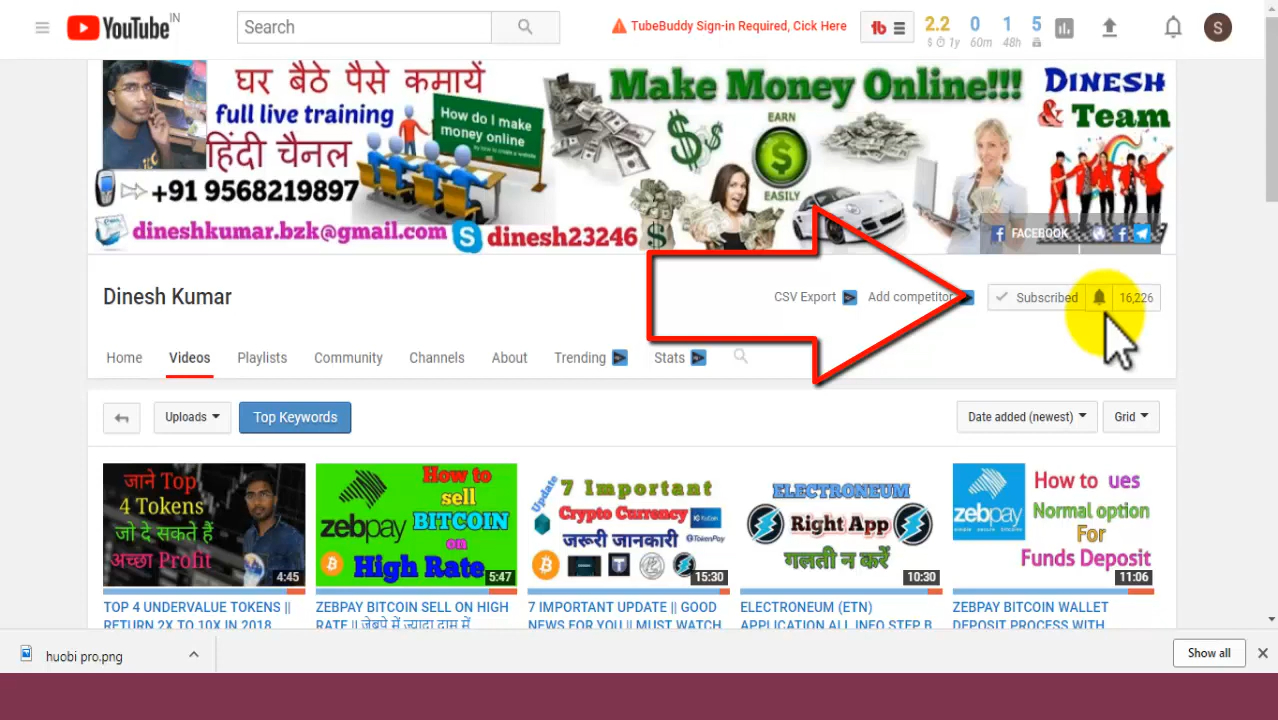 YouTube IN
Search
TubeBuddy Sign-in Required, Click Here
tb
2.2 0 1 5
$ 1y 60m 48h
S
घर बैठे पैसे कमायें
full live training
हिंदी चैनल
+91 9568219897
dineshkumar.bzk@gmail.com
dinesh23246
How do I make
money online
Make Money Online!!!
EARN
$
EASILY
DINESH
& Team
FACEBOOK
Dinesh Kumar
CSV Export
Add competitor
Subscribed
16,226
Home
Videos
Playlists
Community
Channels
About
Trending
Stats
Uploads
Top Keywords
Date added (newest)
Grid
जाने Top
4 Tokens
जो दे सकते हैं
अच्छा Profit
4:45
How to
sell
zebpay BITCOIN
on
High Rate
5:47
Update
7 Important
Crypto Currency
जरूरी जानकारी
TokenPay
15:30
ELECTRONEUM
Right App
गलती न करें
10:30
zebpay
How to ues
Normal option
For
Funds Deposit
11:06
TOP 4 UNDERVALUE TOKENS ||
RETURN 2X TO 10X IN 2018
ZEBPAY BITCOIN SELL ON HIGH
RATE || जेबपे में ज्यादा दाम में
7 IMPORTANT UPDATE || GOOD
NEWS FOR YOU || MUST WATCH
ELECTRONEUM (ETN)
APPLICATION ALL INFO STEP B
ZEBPAY BITCOIN WALLET
DEPOSIT PROCESS WITH
huobi pro.png
Show all